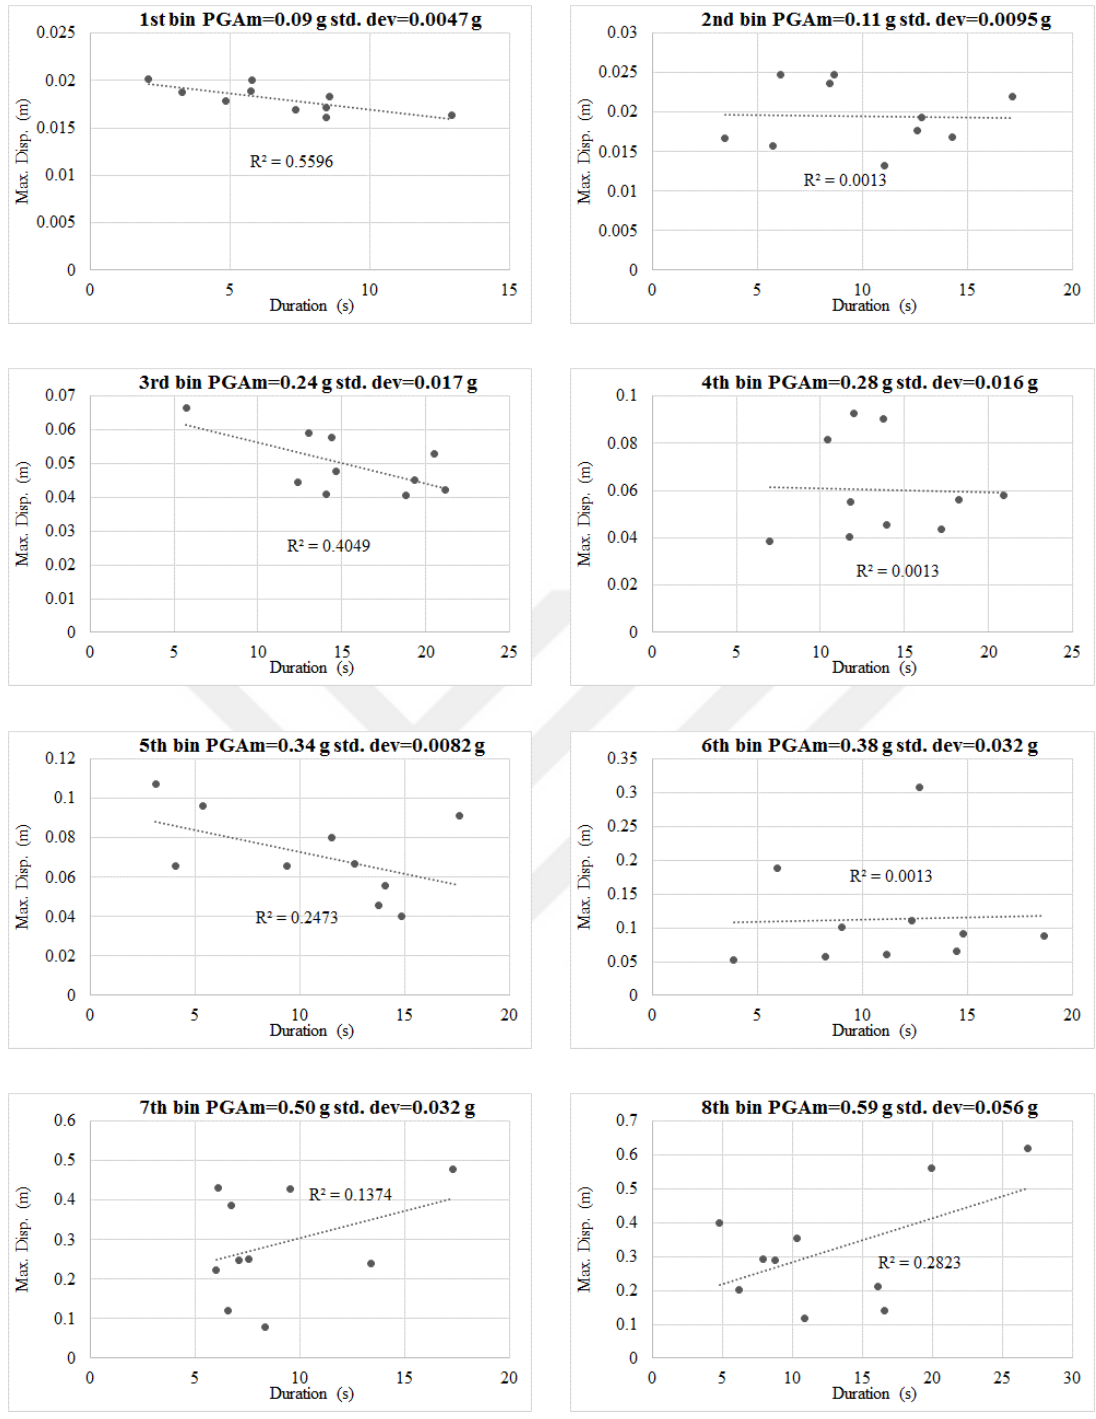 1st bin PGAm=0.09 g std. dev=0.0047 g
0.025
0.02
0.015
0.01
0.005
0
Max. Disp. (m)
R² = 0.5596
0 5 10 15
Duration (s)
2nd bin PGAm=0.11 g std. dev=0.0095 g
0.03
0.025
0.02
0.015
0.01
0.005
0
Max. Disp. (m)
R² = 0.0013
0 5 10 15 20
Duration (s)
3rd bin PGAm=0.24 g std. dev=0.017 g
0.07
0.06
0.05
0.04
0.03
0.02
0.01
0
Max. Disp. (m)
R² = 0.4049
0 5 10 15 20 25
Duration (s)
4th bin PGAm=0.28 g std. dev=0.016 g
0.1
0.08
0.06
0.04
0.02
0
Max. Disp. (m)
R² = 0.0013
0 5 10 15 20 25
Duration (s)
5th bin PGAm=0.34 g std. dev=0.0082 g
0.12
0.1
0.08
0.06
0.04
0.02
0
Max. Disp. (m)
R² = 0.2473
0 5 10 15 20
Duration (s)
6th bin PGAm=0.38 g std. dev=0.032 g
0.35
0.3
0.25
0.2
0.15
0.1
0.05
0
Max. Disp. (m)
R² = 0.0013
0 5 10 15 20
Duration (s)
7th bin PGAm=0.50 g std. dev=0.032 g
0.6
0.5
0.4
0.3
0.2
0.1
0
Max. Disp. (m)
R² = 0.1374
0 5 10 15 20
Duration (s)
8th bin PGAm=0.59 g std. dev=0.056 g
0.7
0.6
0.5
0.4
0.3
0.2
0.1
0
Max. Disp. (m)
R² = 0.2823
0 5 10 15 20 25 30
Duration (s)